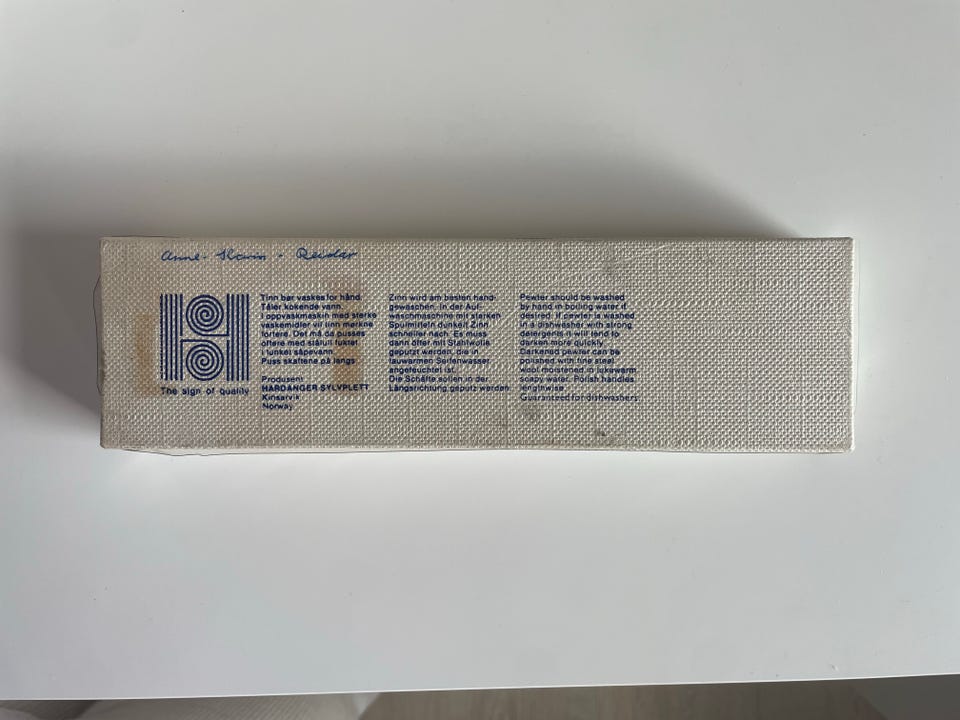 Anne-Karin - Reidar
The sign of quality
Tinn bør vaskes for hånd.
Tåler kokende vann.
I oppvaskmaskin med sterke
vaskemidler vil tinn mørkne
fortere. Det må da pusses
oftere med stålull fuktet
i lunket såpevann.
Puss skaftene på langs.
Produsent
HARDANGER SYLVPLETT
Kinsarvik
Norway
Zinn wird am besten hand-
gewaschen. In der Auf-
waschmaschine mit starken
Spulmitteln dunkelt Zinn
schneller nach. Es muss
dann öfter mit Stahlwolle
geputzt werden, die in
lauwarmen Seifenwasser
angefeuchtet ist.
Die Schäfte sollen in der
Längsrichtung geputz werden.
Pewter should be washed
by hand in boiling water if
desired. If pewter is washed
in a dishwasher with strong
detergents it will tend to
darken more quickly.
Darkened pewter can be
polished with fine steel
wool moistened in lukewarm
soapy water. Polish handles
lengthwise.
Guaranteed for dishwashers.